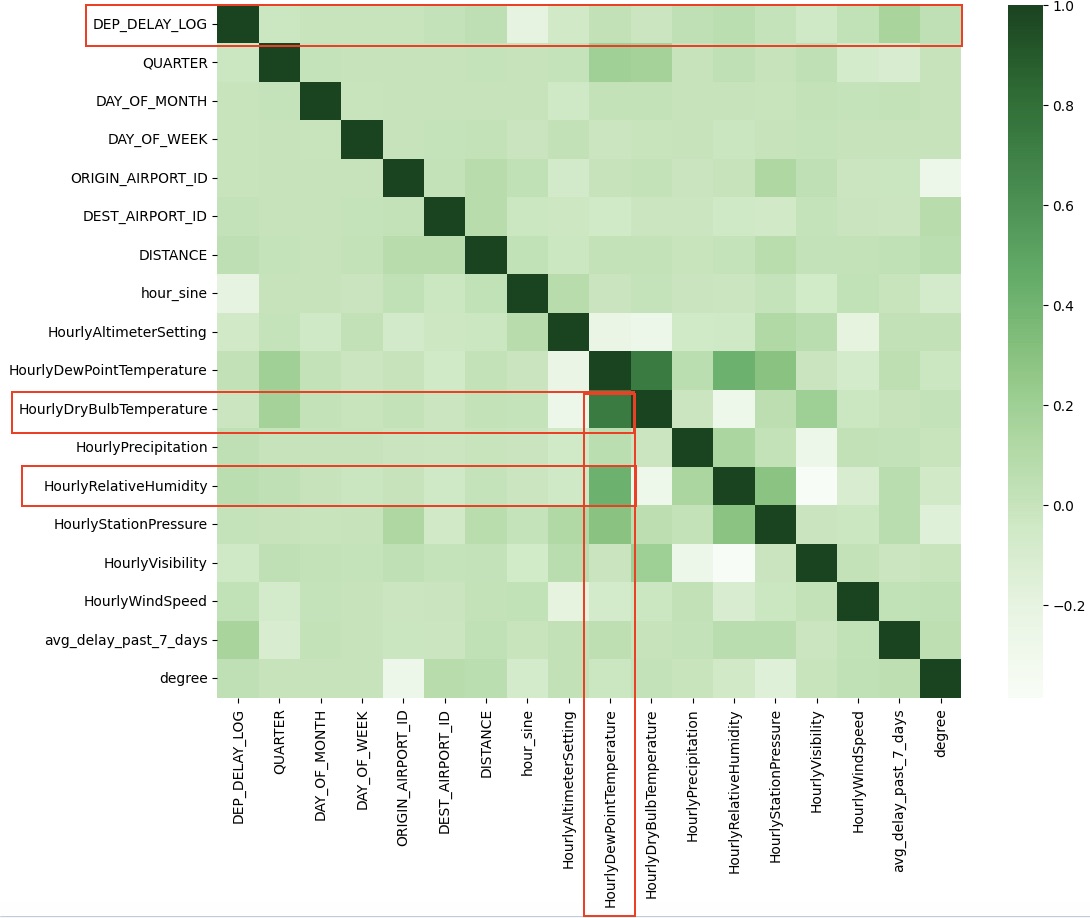 DEP_DELAY_LOG
QUARTER
DAY_OF_MONTH
DAY_OF_WEEK
ORIGIN_AIRPORT_ID
DEST_AIRPORT_ID
DISTANCE
hour_sine
HourlyAltimeterSetting
HourlyDewPointTemperature
HourlyDryBulbTemperature
HourlyPrecipitation
HourlyRelativeHumidity
HourlyStationPressure
HourlyVisibility
HourlyWindSpeed
avg_delay_past_7_days
degree
DEP_DELAY_LOG
QUARTER
DAY_OF_MONTH
DAY_OF_WEEK
ORIGIN_AIRPORT_ID
DEST_AIRPORT_ID
DISTANCE
hour_sine
HourlyAltimeterSetting
HourlyDewPointTemperature
HourlyDryBulbTemperature
HourlyPrecipitation
HourlyRelativeHumidity
HourlyStationPressure
HourlyVisibility
HourlyWindSpeed
avg_delay_past_7_days
degree
1.0
0.8
0.6
0.4
0.2
0.0
−0.2